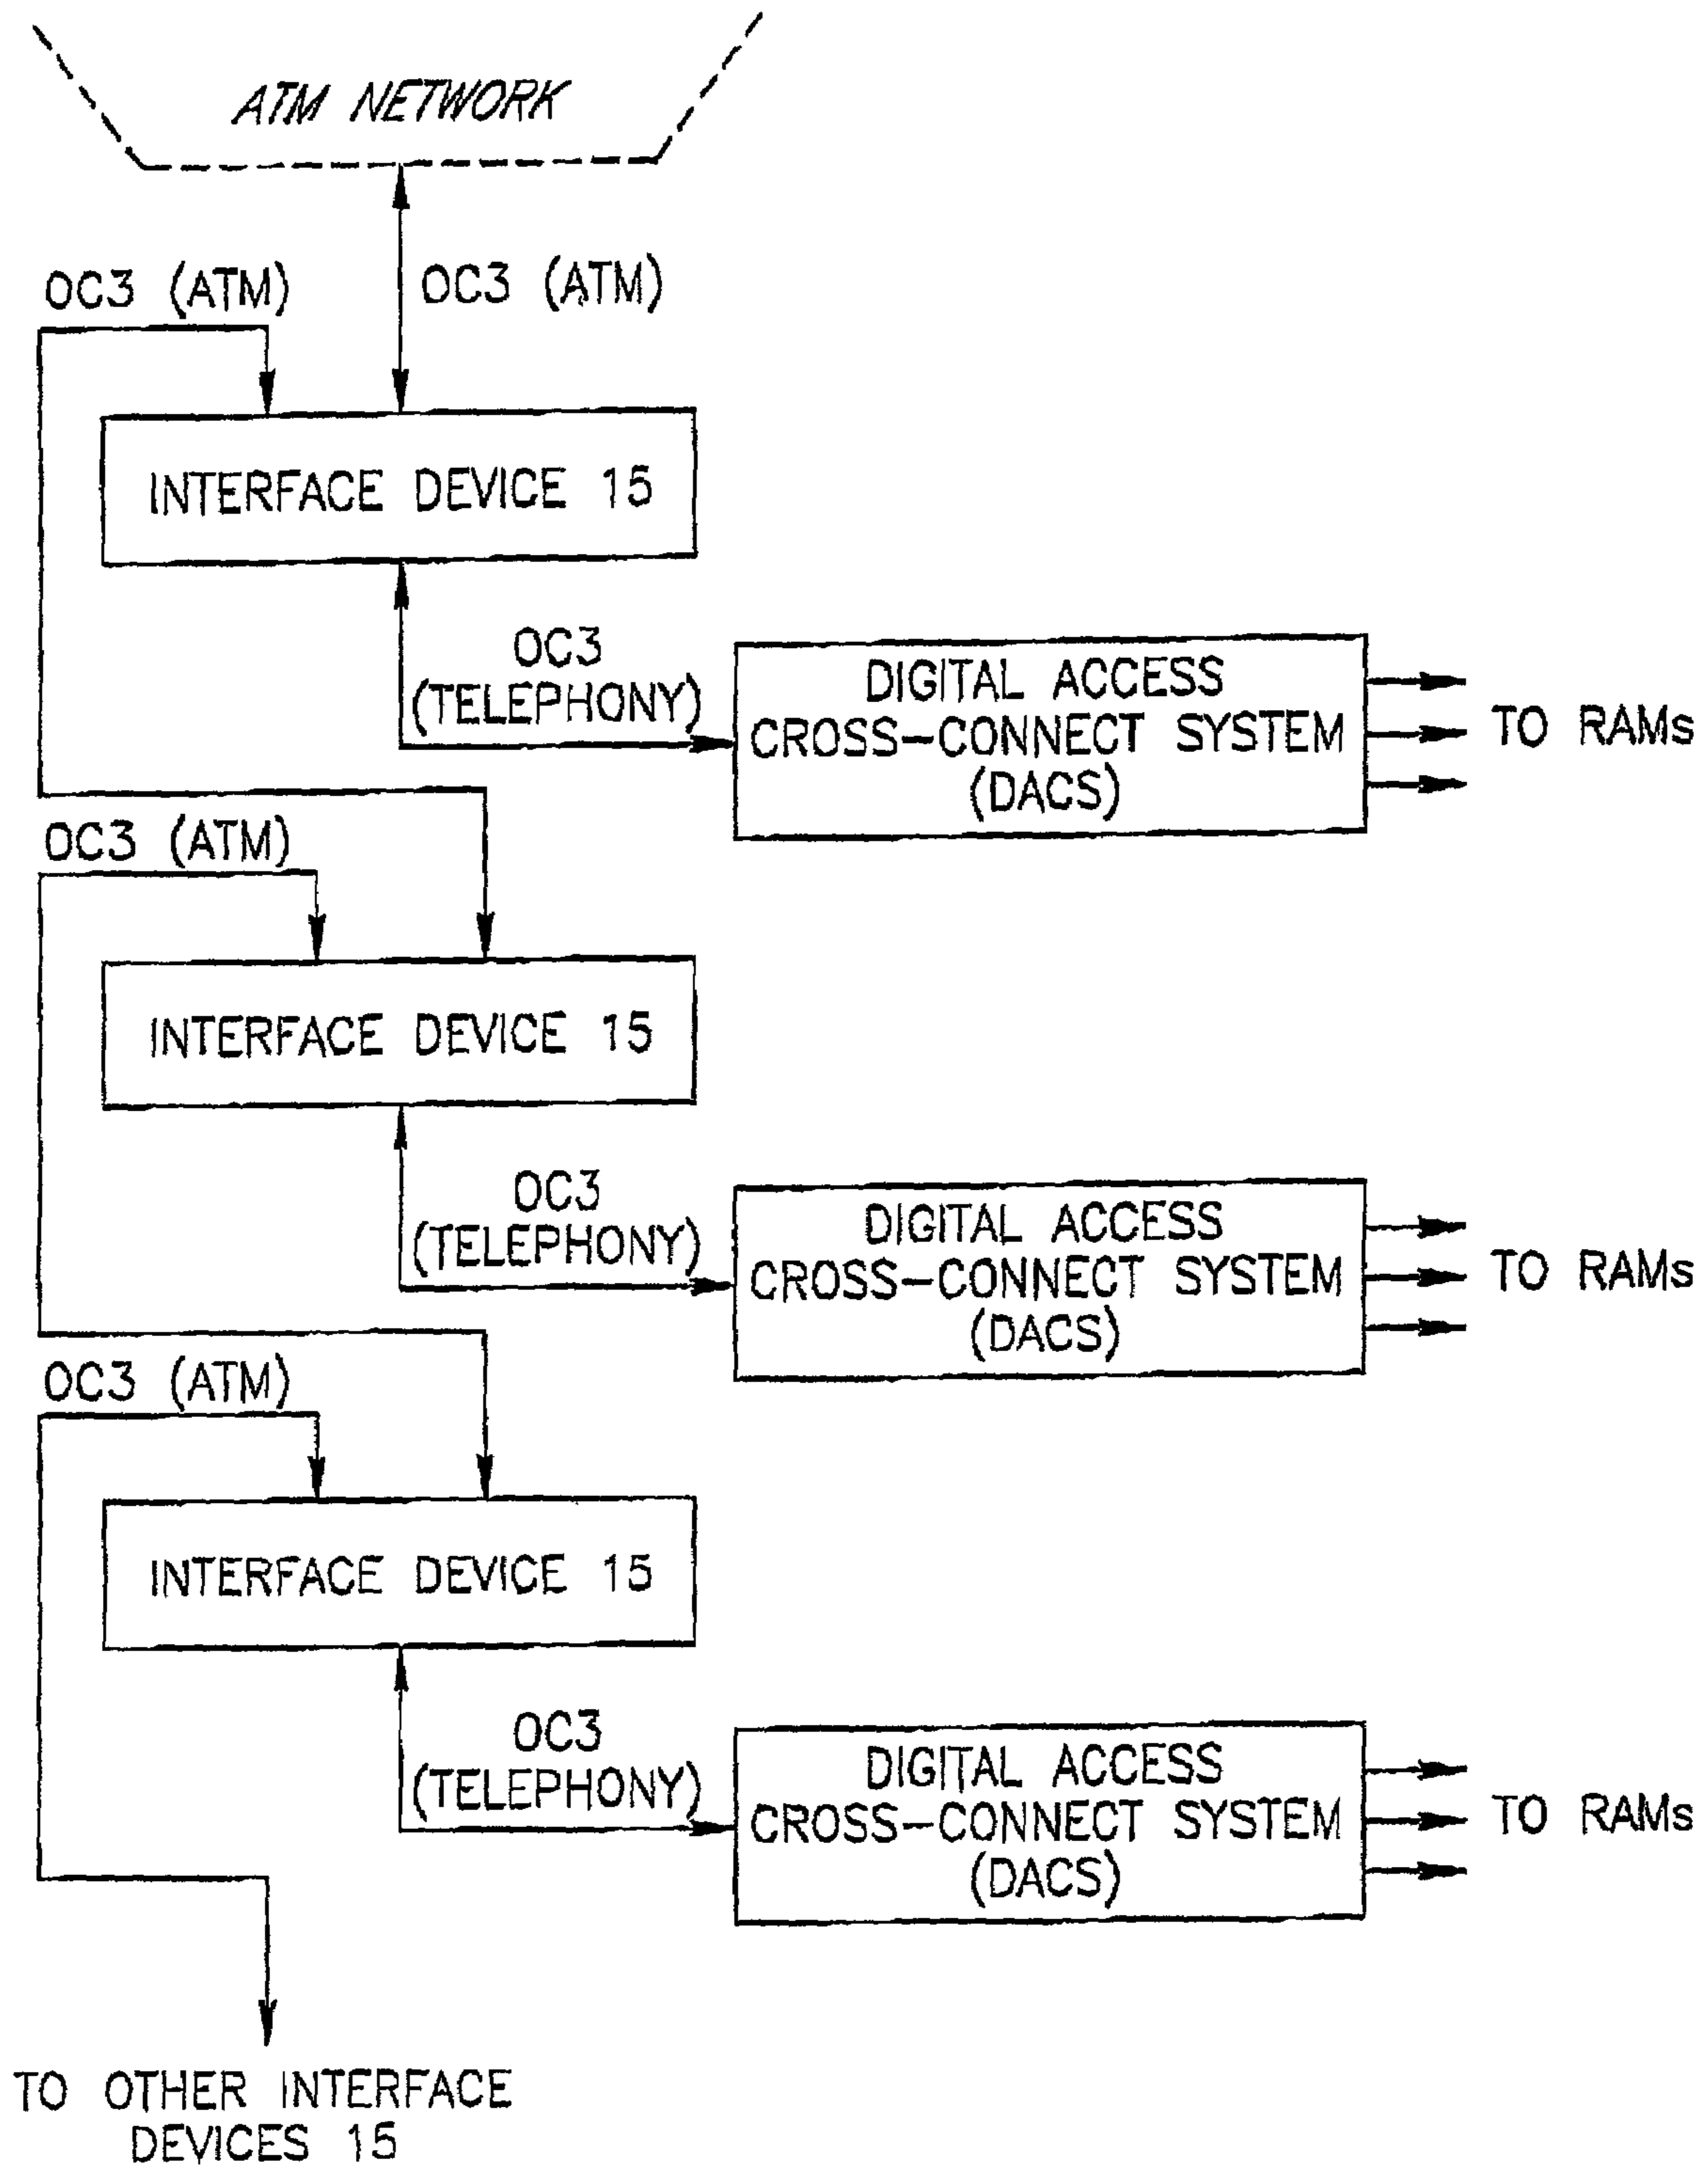 ATM NETWORK
OC3 (ATM)
OC3 (ATM)
INTERFACE DEVICE 15
OC3
(TELEPHONY)
DIGITAL ACCESS
CROSS-CONNECT SYSTEM
(DACS)
TO RAMs
OC3 (ATM)
INTERFACE DEVICE 15
OC3
(TELEPHONY)
DIGITAL ACCESS
CROSS-CONNECT SYSTEM
(DACS)
TO RAMs
OC3 (ATM)
INTERFACE DEVICE 15
OC3
(TELEPHONY)
DIGITAL ACCESS
CROSS-CONNECT SYSTEM
(DACS)
TO RAMs
TO OTHER INTERFACE
DEVICES 15